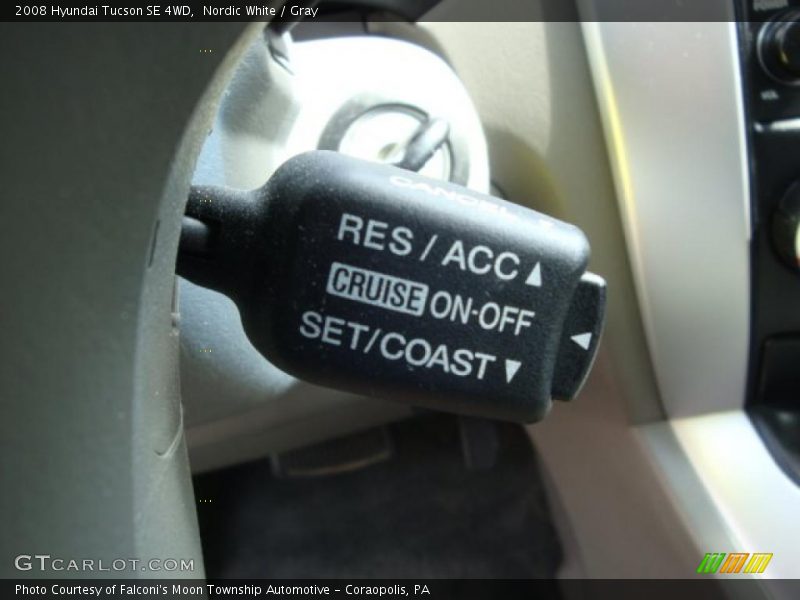 2008 Hyundai Tucson SE 4WD, Nordic White / Gray
VOL
CANCEL
RES / ACC▲
CRUISE ON-OFF ◀
SET/COAST▼
GTCARLOT.COM
Photo Courtesy of Falconi's Moon Township Automotive - Coraopolis, PA